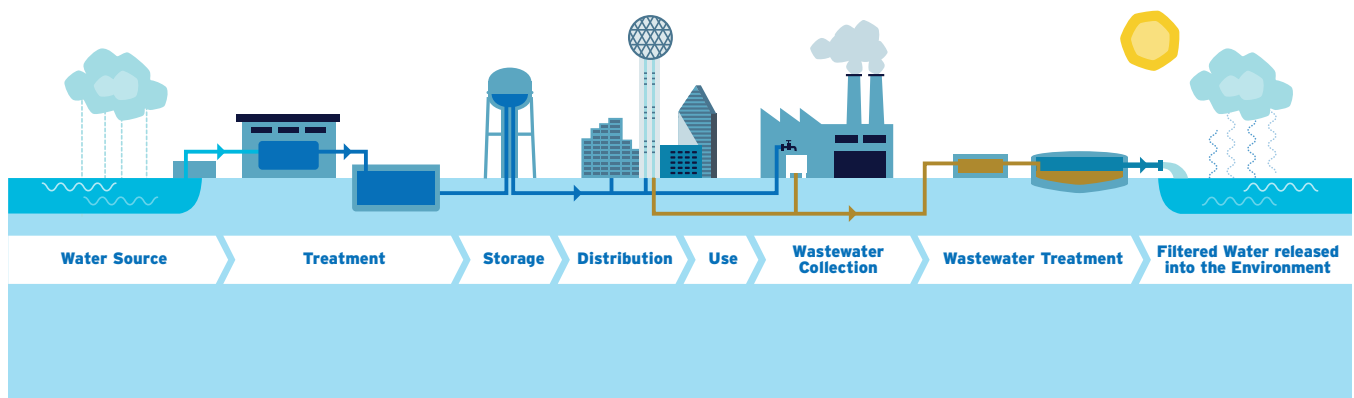 Water Source
Treatment
Storage
Distribution
Use
Wastewater
Collection
Wastewater Treatment
Filtered Water released
into the Environment